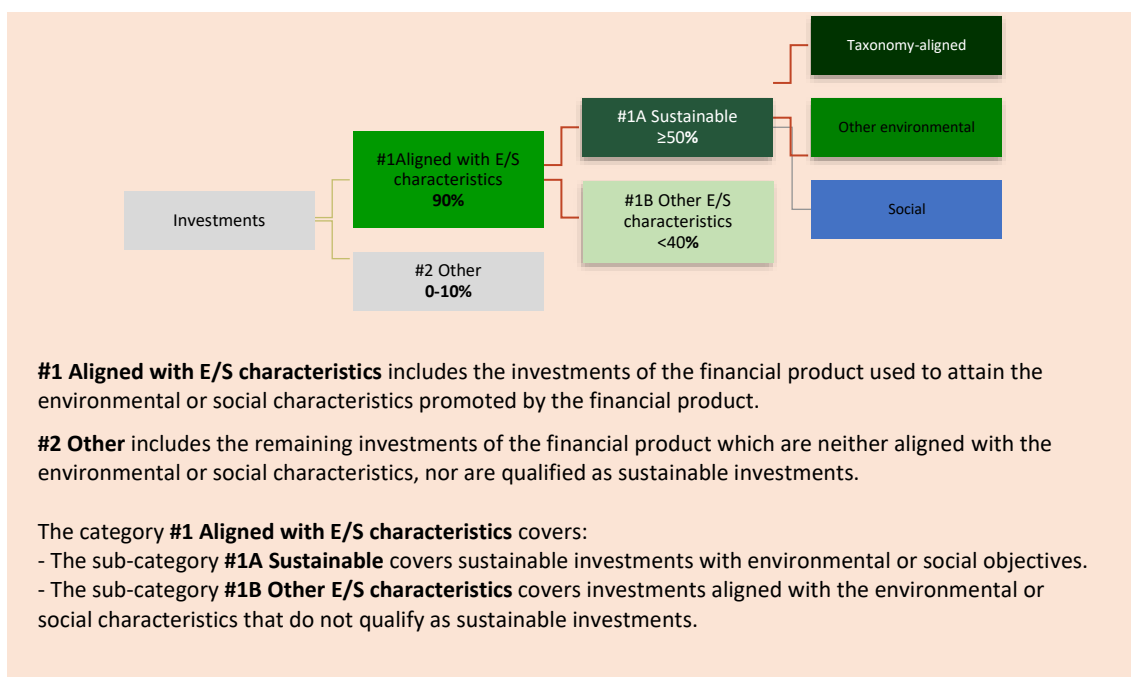 Taxonomy-aligned
#1A Sustainable
≥50%
Other environmental
#1Aligned with E/S
characteristics
90%
#1B Other E/S
characteristics
<40%
Social
Investments
#2 Other
0-10%
#1 Aligned with E/S characteristics includes the investments of the financial product used to attain the
environmental or social characteristics promoted by the financial product.
#2 Other includes the remaining investments of the financial product which are neither aligned with the
environmental or social characteristics, nor are qualified as sustainable investments.
The category #1 Aligned with E/S characteristics covers:
- The sub-category #1A Sustainable covers sustainable investments with environmental or social objectives.
- The sub-category #1B Other E/S characteristics covers investments aligned with the environmental or
social characteristics that do not qualify as sustainable investments.